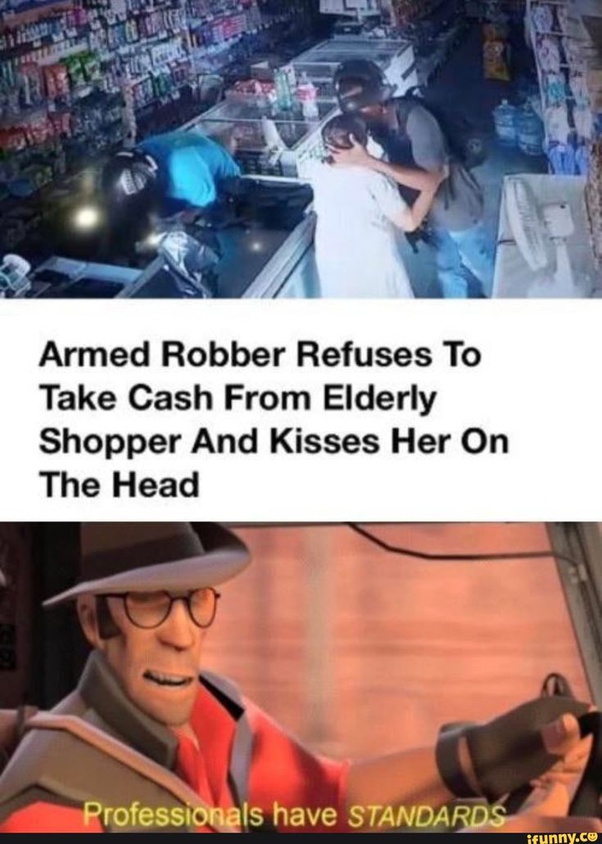 Armed Robber Refuses To
Take Cash From Elderly
Shopper And Kisses Her On
The Head
Professionals have STANDARDS
ifunny.co